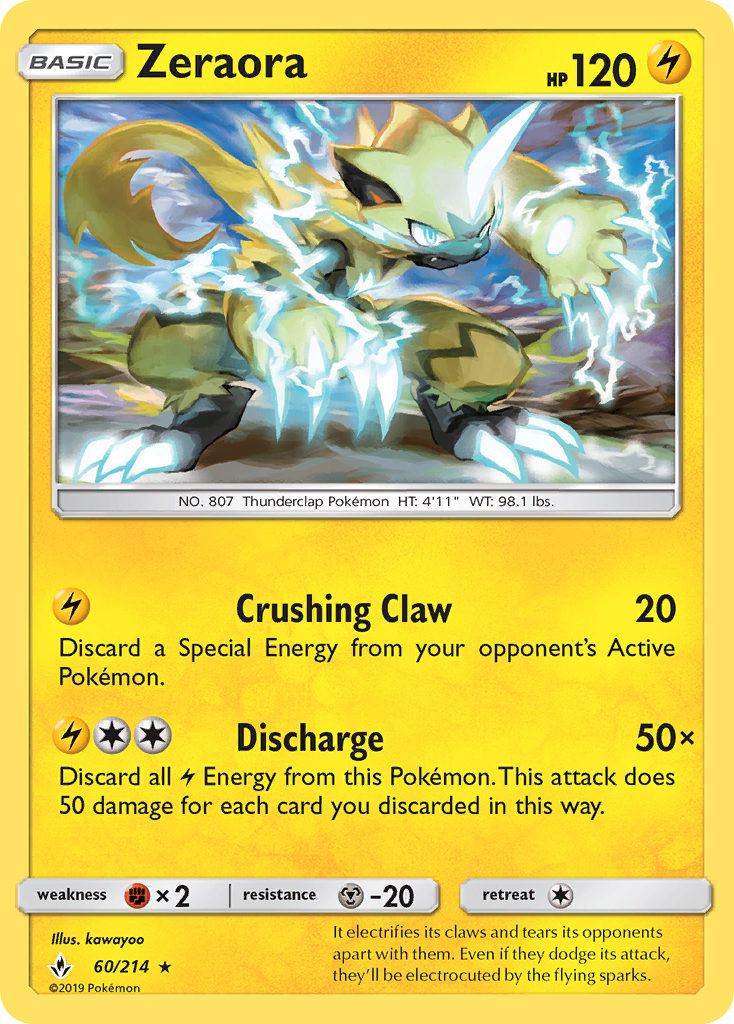 BASIC Zeraora HP 120
NO. 807 Thunderclap Pokémon HT: 4'11" WT: 98.1 lbs.
Crushing Claw 20
Discard a Special Energy from your opponent’s Active
Pokémon.
Discharge 50×
Discard all Energy from this Pokémon. This attack does
50 damage for each card you discarded in this way.
weakness × 2 resistance –20 retreat
Illus. kawayoo
60/214 ★
©2019 Pokémon
It electrifies its claws and tears its opponents
apart with them. Even if they dodge its attack,
they’ll be electrocuted by the flying sparks.